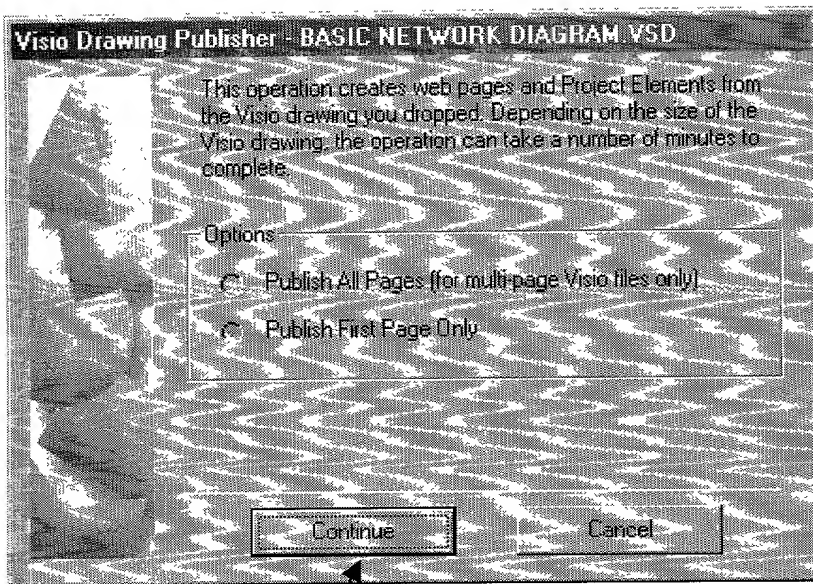 Visio Drawing Publisher - BASIC NETWORK DIAGRAM.VSD
This operation creates web pages and Project Elements from
the Visio drawing you dropped. Depending on the size of the
Visio drawing, the operation can take a number of minutes to
complete.
Options
Publish All Pages (for multi-page Visio files only)
Publish First Page Only
Continue
Cancel